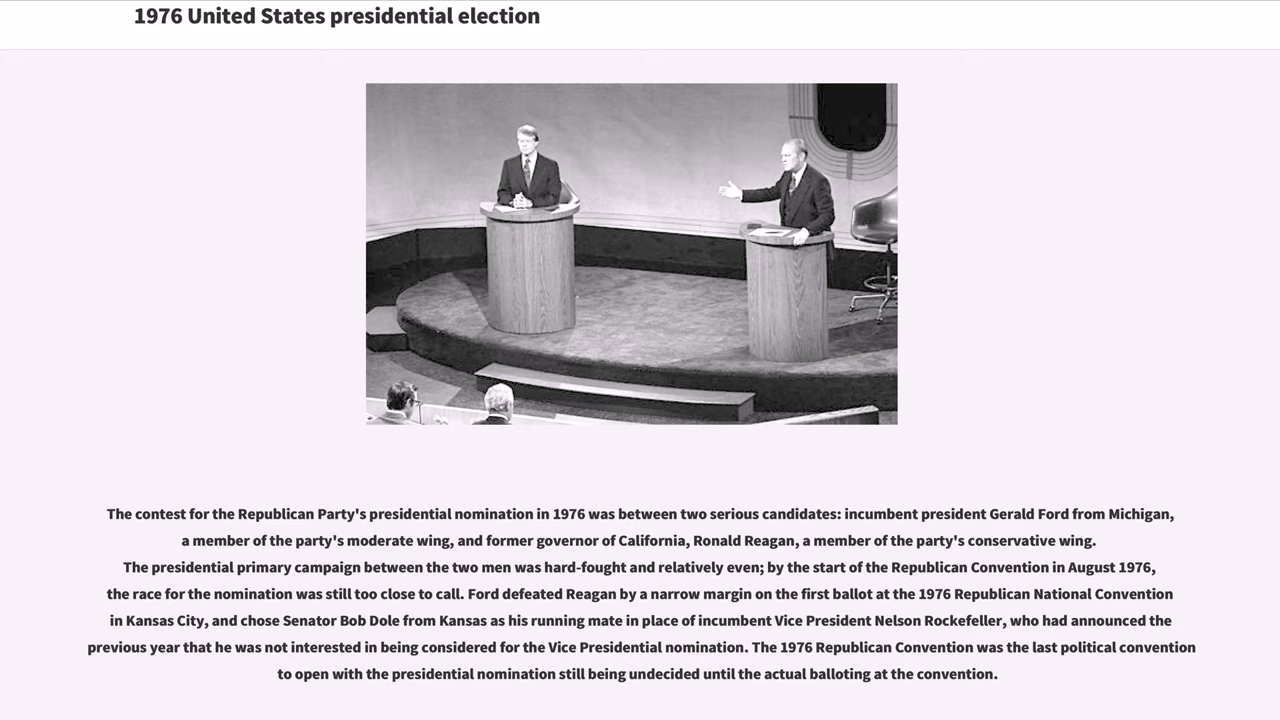 1976 United States presidential election
The contest for the Republican Party's presidential nomination in 1976 was between two serious candidates: incumbent president Gerald Ford from Michigan,
a member of the party's moderate wing, and former governor of California, Ronald Reagan, a member of the party's conservative wing.
The presidential primary campaign between the two men was hard-fought and relatively even; by the start of the Republican Convention in August 1976,
the race for the nomination was still too close to call. Ford defeated Reagan by a narrow margin on the first ballot at the 1976 Republican National Convention
in Kansas City, and chose Senator Bob Dole from Kansas as his running mate in place of incumbent Vice President Nelson Rockefeller, who had announced the
previous year that he was not interested in being considered for the Vice Presidential nomination. The 1976 Republican Convention was the last political convention
to open with the presidential nomination still being undecided until the actual balloting at the convention.